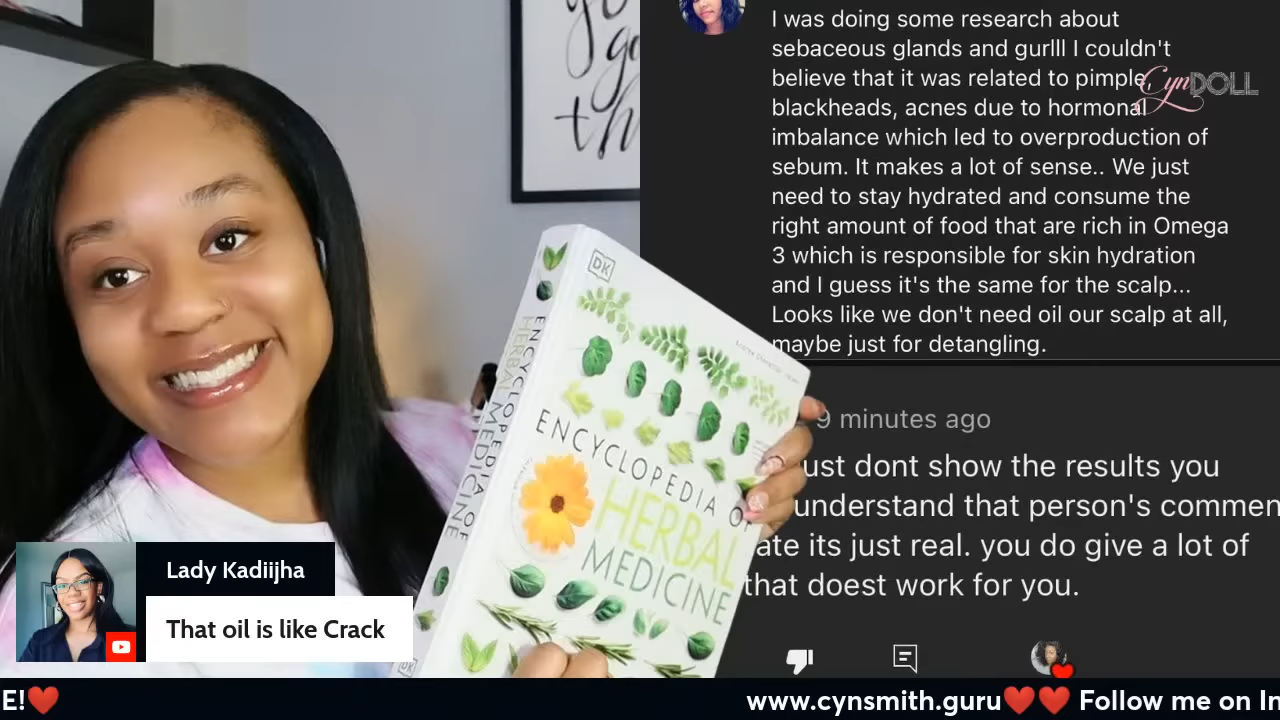 I was doing some research about
sebaceous glands and gurlll I couldn't
believe that it was related to pimple,
blackheads, acnes due to hormonal
imbalance which led to overproduction of
sebum. It makes a lot of sense.. We just
need to stay hydrated and consume the
right amount of food that are rich in Omega
3 which is responsible for skin hydration
and I guess it's the same for the scalp...
Looks like we don't need oil our scalp at all,
maybe just for detangling.
CynDOLL
9 minutes ago
ust dont show the results you
understand that person's commen
ate its just real. you do give a lot of
that doest work for you.
DK
ENCYCLOPEDIA OF
HERBAL
MEDICINE
ENCYCLOPEDIA OF
HERBAL MEDICINE
DK
Lady Kadiijha
That oil is like Crack
E!❤️
www.cynsmith.guru❤️❤️ Follow me on In